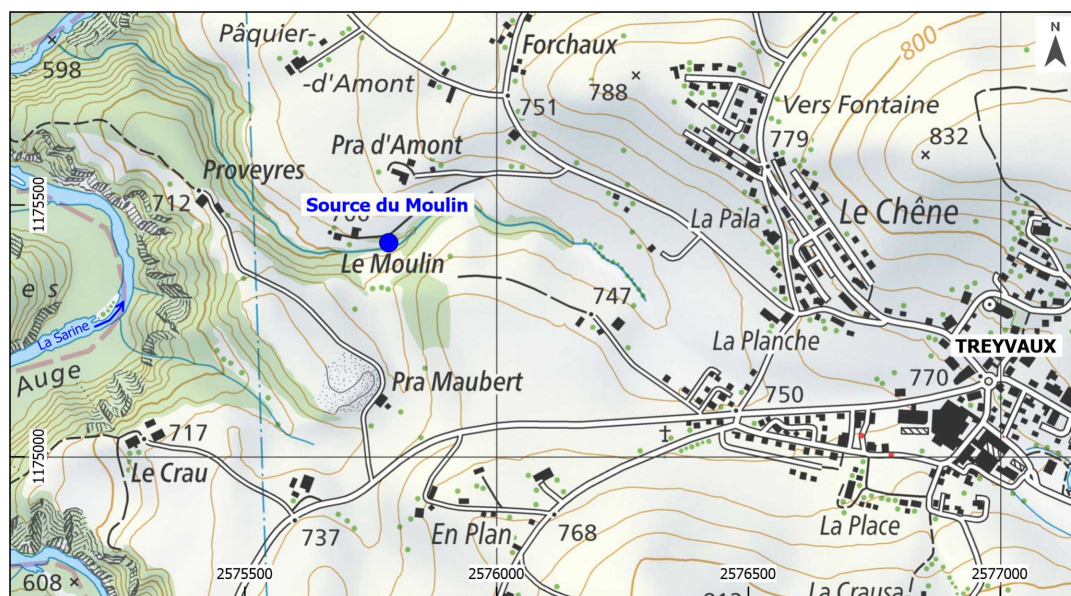 Pâquier-
-d'Amont
598
Forchaux
788
751
800
N
Vers Fontaine
832
779
Pra d'Amont
Proveyres
712
1175500
Source du Moulin
Le Moulin
La Pala
Le Chêne
747
La Planche
TREYVAUX
770
750
La Sarine
e s
Auge
Pra Maubert
717
Le Crau
1175000
737
En Plan
768
La Place
608
2575500
2576000
2576500
2577000
La Crausa